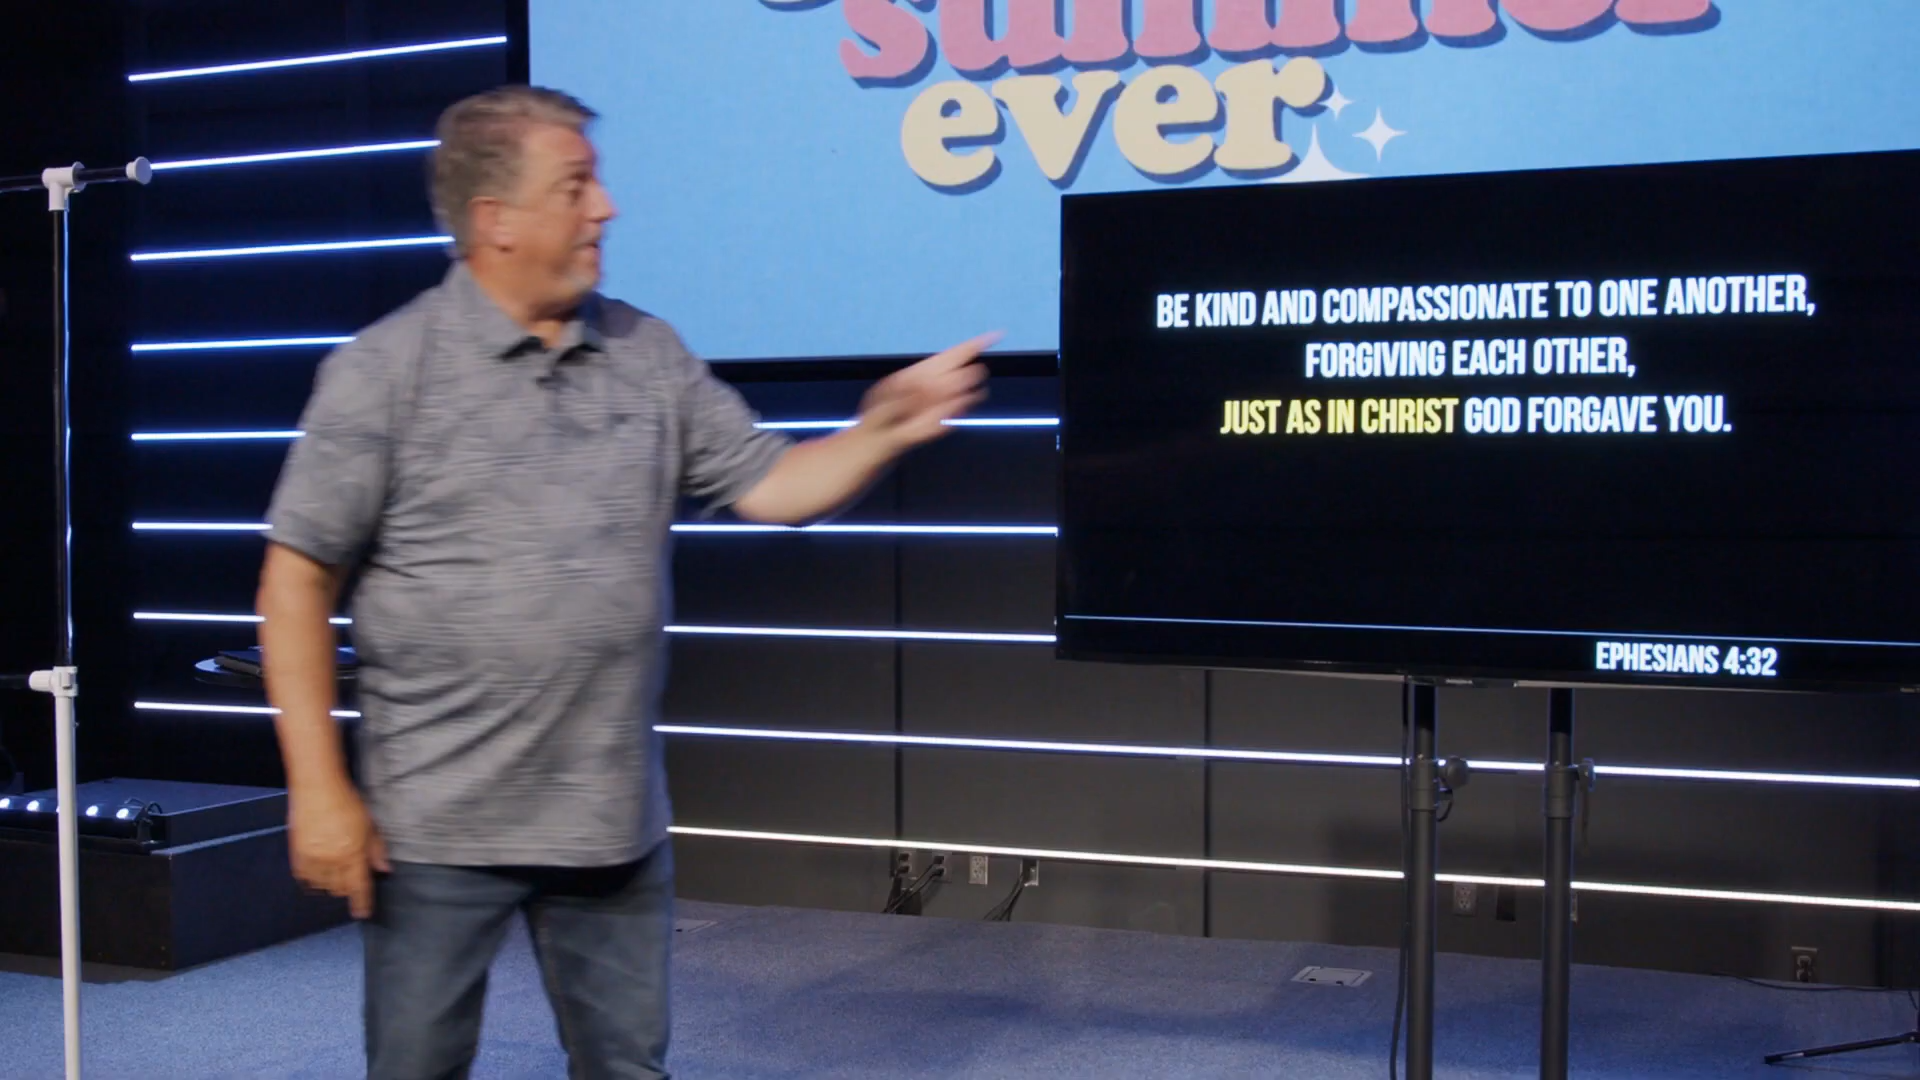 summer
ever
BE KIND AND COMPASSIONATE TO ONE ANOTHER,
FORGIVING EACH OTHER,
JUST AS IN CHRIST GOD FORGAVE YOU.
EPHESIANS 4:32